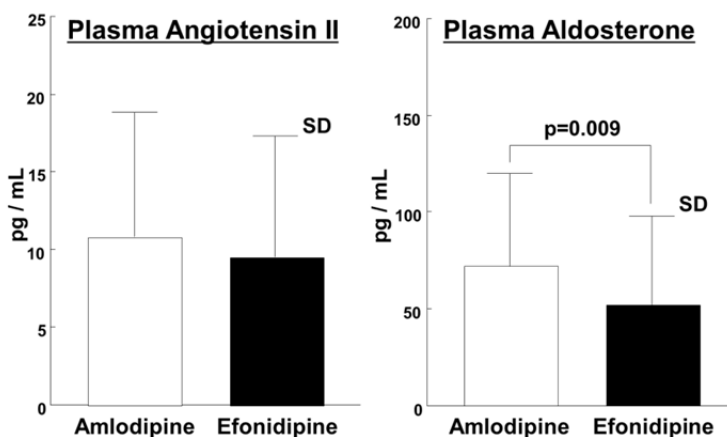 Plasma Angiotensin II
25
20
15
10
5
0
pg / mL
SD
Amlodipine Efonidipine
Plasma Aldosterone
200
150
100
50
0
pg / mL
p=0.009
SD
Amlodipine Efonidipine